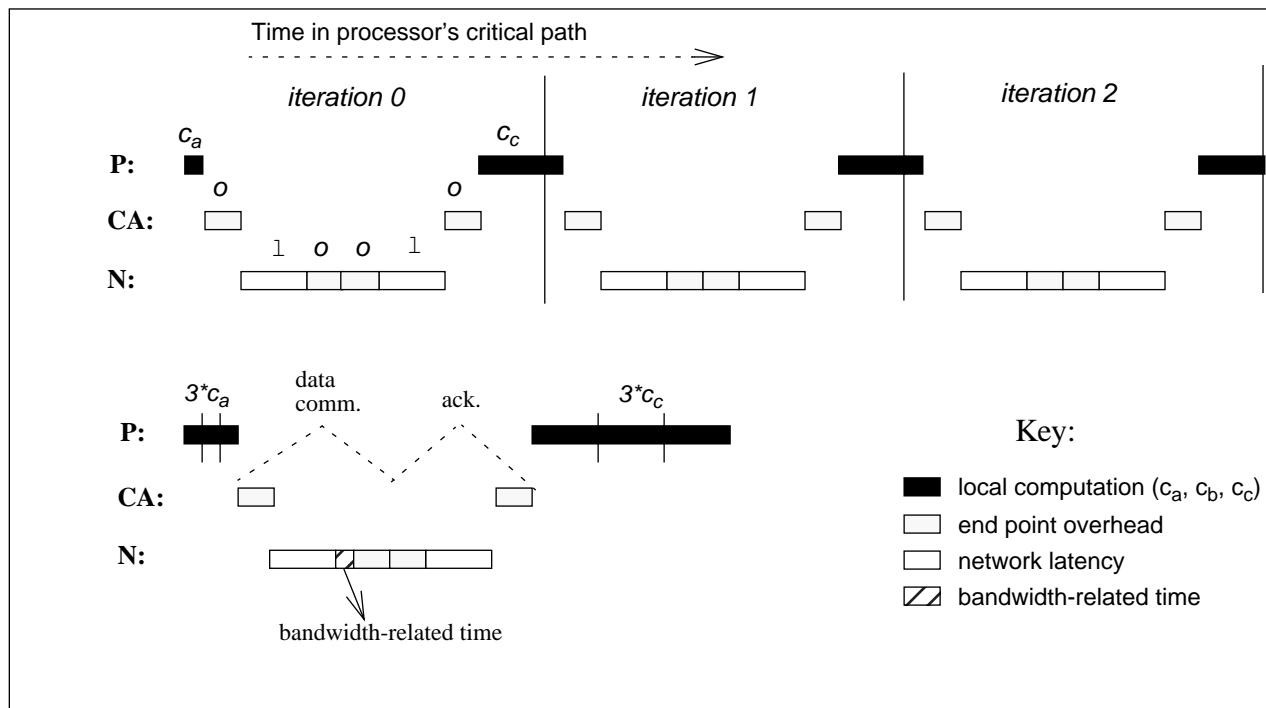 Time in processor's critical path
iteration 0
iteration 1
iteration 2
c_a
c_c
P:
o
o
CA:
l
o
o
l
N:
3*c_a
data
comm.
ack.
3*c_c
P:
CA:
N:
bandwidth-related time
Key:
local computation (c_a, c_b, c_c)
end point overhead
network latency
bandwidth-related time